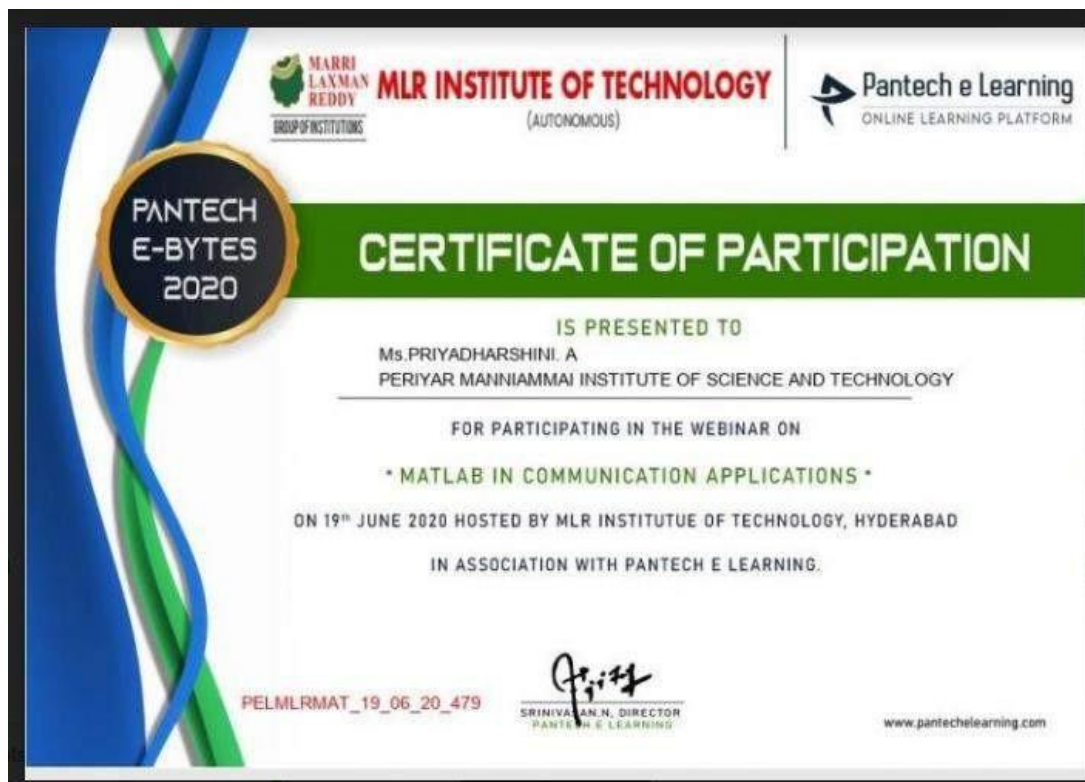 MARRI
LAXMAN
REDDY
GROUP OF INSTITUTIONS
MLR INSTITUTE OF TECHNOLOGY
(AUTONOMOUS)
Pantech e Learning
ONLINE LEARNING PLATFORM
PANTECH
E-BYTES
2020
CERTIFICATE OF PARTICIPATION
IS PRESENTED TO
Ms.PRIYADHARSHINI. A
PERIYAR MANNIAMMAI INSTITUTE OF SCIENCE AND TECHNOLOGY
FOR PARTICIPATING IN THE WEBINAR ON
" MATLAB IN COMMUNICATION APPLICATIONS "
ON 19th JUNE 2020 HOSTED BY MLR INSTITUTUE OF TECHNOLOGY, HYDERABAD
IN ASSOCIATION WITH PANTECH E LEARNING.
PELMLRMAT_19_06_20_479
SRINIVASAN.N, DIRECTOR
PANTECH E LEARNING
www.pantechelearning.com